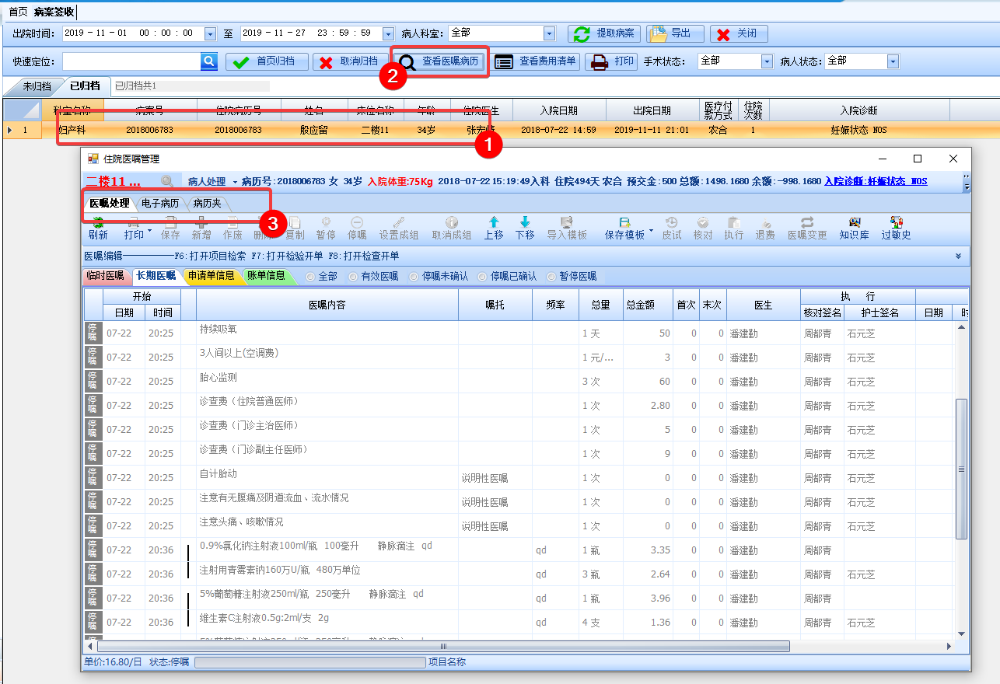 首页 病案签收
出院时间: 2019 - 11 - 01 00 : 00 : 00 至 2019 - 11 - 27 23 : 59 : 59 病人科室: 全部 提取病案 导出 关闭
快速定位: 首页归档 取消归档 查看医嘱病历 查看费用清单 打印 手术状态: 全部 病人状态: 全部
2
未归档 已归档 已归档共1
科室名称 病案号 住院病历号 姓名 床位名称 年龄 住院医生 入院日期 出院日期 医疗付款方式 住院次数 入院诊断
1 妇产科 2018006783 2018006783 殷应留 二楼11 34岁 2018-07-22 14:59 2019-11-11 21:01 农合 1 妊娠状态 NOS
1
住院医嘱管理
二楼11 ... 病人处理 病历号:2018006783 女 34岁 入院体重:75Kg 2018-07-22 15:19:49入科 住院494天 农合 预交金:500 总额:1498.1680 余额:-998.1680 入院诊断:妊娠状态 NOS
医嘱处理 电子病历 病历夹
3
刷新 打印 保存 新增 作废 删除 复制 暂停 停嘱 设置成组 取消成组 上移 下移 导入模板 保存模板 皮试 核对 执行 退费 医嘱变更 知识库 过敏史
医嘱编辑————————F6:打开项目检索 F7:打开检验开单 F8:打开检查开单
临时医嘱 长期医嘱 申请单信息 账单信息 全部 有效医嘱 停嘱未确认 停嘱已确认 暂停医嘱
开始 医嘱内容 嘱托 频率 总量 总金额 首次 末次 医生 执 行
日期 时间 核对签名 护士签名 日期 时
停嘱 07-22 20:25 持续吸氧 1 天 50 0 0 潘建勤 周都青 石元芝
停嘱 07-22 20:25 3人间以上(空调费) 1 元/... 3 0 0 潘建勤 周都青 石元芝
停嘱 07-22 20:25 胎心监测 3 次 60 0 0 潘建勤 周都青 石元芝
停嘱 07-22 20:25 诊查费（住院普通医师） 1 次 2.80 0 0 潘建勤 周都青 石元芝
停嘱 07-22 20:25 诊查费（门诊主治医师） 1 次 5 0 0 潘建勤 周都青 石元芝
停嘱 07-22 20:25 诊查费（门诊副主任医师） 1 次 9 0 0 潘建勤 周都青 石元芝
停嘱 07-22 20:25 自计胎动 说明性医嘱 1 次 0 0 0 潘建勤 周都青 石元芝
停嘱 07-22 20:25 注意有无腹痛及阴道流血、流水情况 说明性医嘱 1 次 0 0 0 潘建勤 周都青 石元芝
停嘱 07-22 20:25 注意头痛、咳嗽情况 说明性医嘱 1 次 0 0 0 潘建勤 周都青 石元芝
停嘱 07-22 20:36 0.9%氯化钠注射液100ml/瓶 100毫升 静脉滴注 qd qd 1 瓶 3.35 0 0 潘建勤 周都青
停嘱 07-22 20:36 注射用青霉素钠160万U/瓶 480万单位 qd 3 瓶 2.64 0 0 潘建勤 周都青 石元芝
停嘱 07-22 20:36 5%葡萄糖注射液250ml/瓶 250毫升 静脉滴注 qd qd 1 瓶 3.96 0 0 潘建勤 周都青
停嘱 07-22 20:36 维生素C注射液0.5g:2ml/支 2g qd 4 支 1.36 0 0 潘建勤 周都青 石元芝
单价:16.80/日 状态:停嘱 项目名称